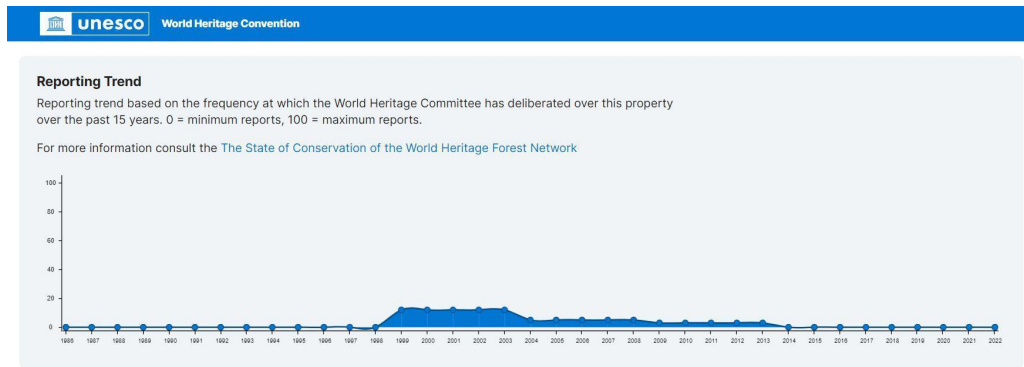 unesco World Heritage Convention
Reporting Trend
Reporting trend based on the frequency at which the World Heritage Committee has deliberated over this property
over the past 15 years. 0 = minimum reports, 100 = maximum reports.
For more information consult the The State of Conservation of the World Heritage Forest Network
100
80
60
40
20
0
1986 1987 1988 1989 1990 1991 1992 1993 1994 1995 1996 1997 1998 1999 2000 2001 2002 2003 2004 2005 2006 2007 2008 2009 2010 2011 2012 2013 2014 2015 2016 2017 2018 2019 2020 2021 2022